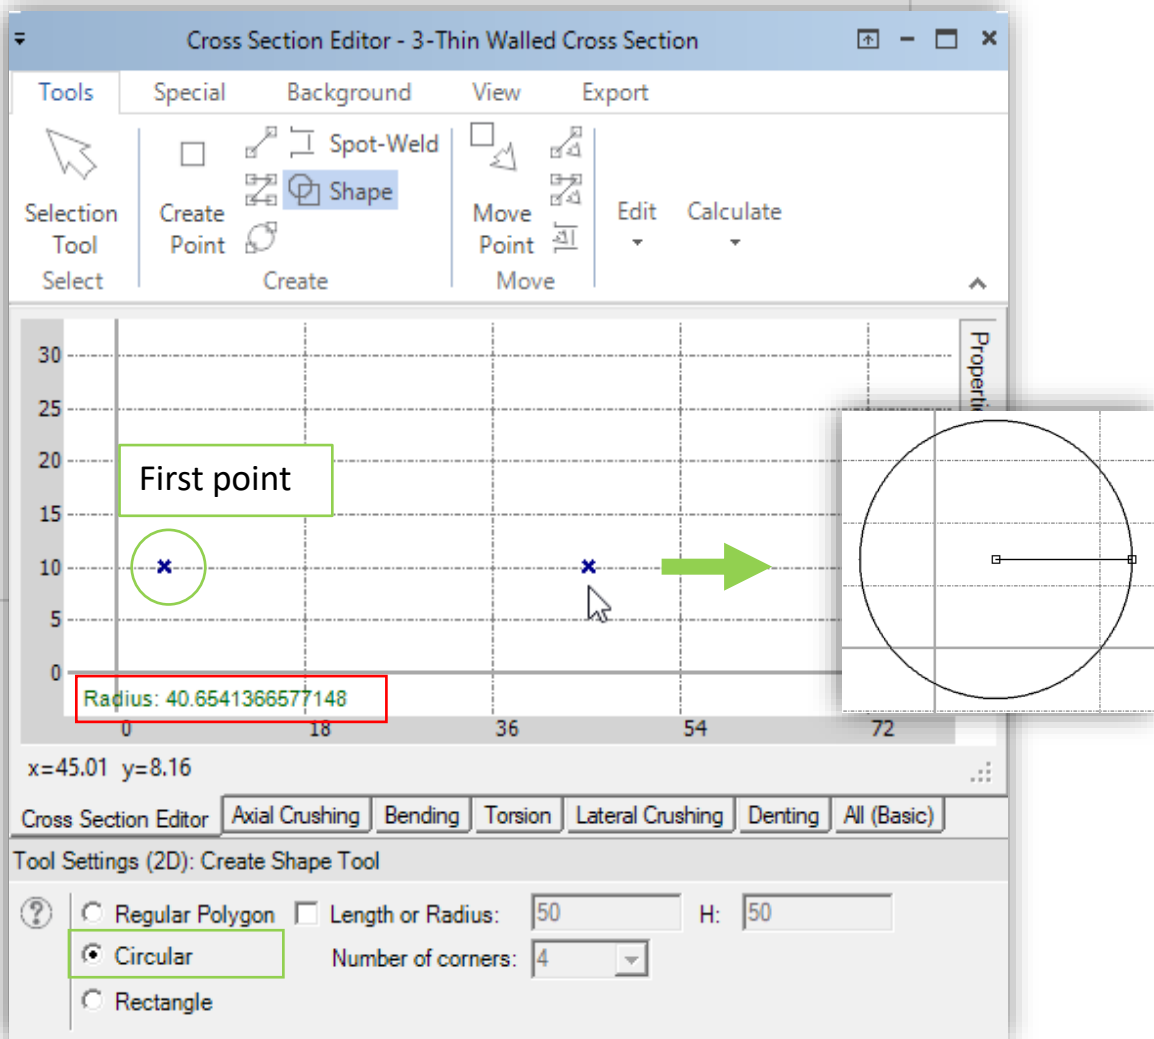 Cross Section Editor - 3-Thin Walled Cross Section
Tools Special Background View Export
Selection Tool
Create Point
Spot-Weld
Shape
Move Point
Edit Calculate
Select Create Move
Properti
30
25
20
First point
15
10
5
0
Radius: 40.6541366577148
0 18 36 54 72
x=45.01 y=8.16
Cross Section Editor Axial Crushing Bending Torsion Lateral Crushing Denting All (Basic)
Tool Settings (2D): Create Shape Tool
? Regular Polygon Length or Radius: 50 H: 50
Circular Number of corners: 4
Rectangle